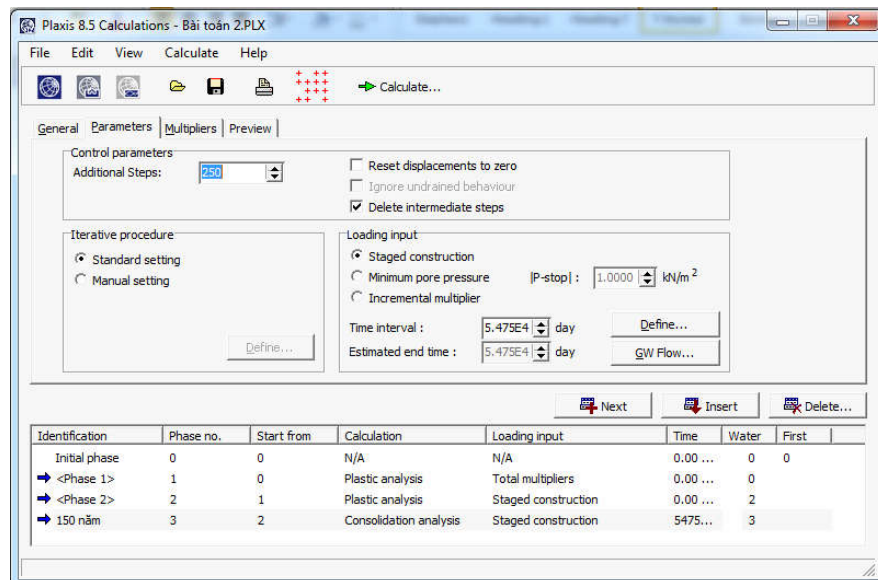 Plaxis 8.5 Calculations - Bài toán 2.PLX
File Edit View Calculate Help
Calculate...
General Parameters Multipliers Preview
Control parameters
Additional Steps: 250
Reset displacements to zero
Ignore undrained behaviour
Delete intermediate steps
Iterative procedure
Standard setting
Manual setting
Define...
Loading input
Staged construction
Minimum pore pressure |P-stop| : 1.0000 kN/m²
Incremental multiplier
Time interval : 5.475E4 day Define...
Estimated end time : 5.475E4 day GW Flow...
Next Insert Delete...
Identification Phase no. Start from Calculation Loading input Time Water First
Initial phase 0 0 N/A N/A 0.00 ... 0 0
<Phase 1> 1 0 Plastic analysis Total multipliers 0.00 ... 0
<Phase 2> 2 1 Plastic analysis Staged construction 0.00 ... 2
150 năm 3 2 Consolidation analysis Staged construction 5475... 3